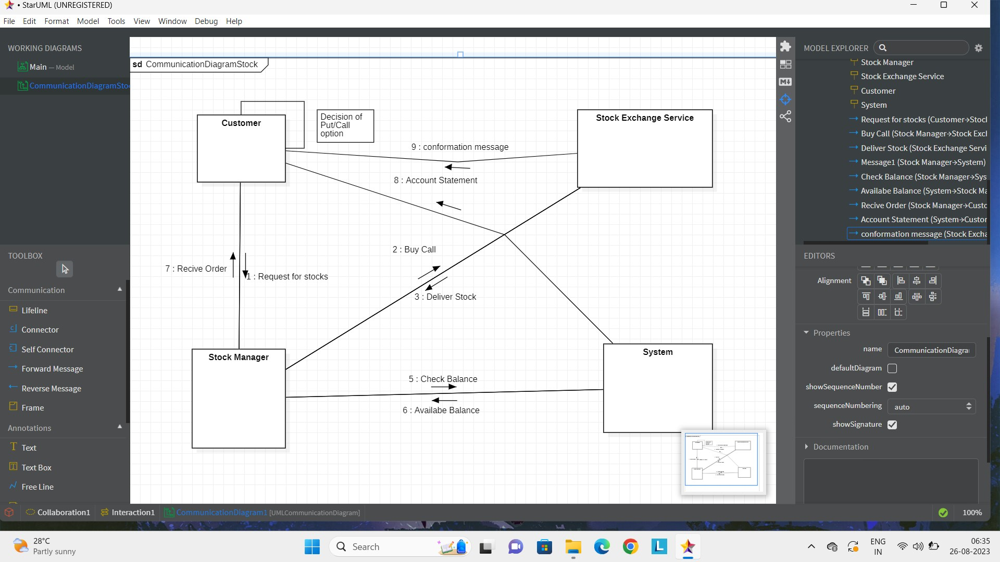 • StarUML (UNREGISTERED)
File Edit Format Model Tools View Window Debug Help
WORKING DIAGRAMS
Main — Model
CommunicationDiagramSto
TOOLBOX
Communication
Lifeline
Connector
Self Connector
Forward Message
Reverse Message
Frame
Annotations
Text
Text Box
Free Line
sd CommunicationDiagramStock
Customer
Decision of
Put/Call
option
Stock Exchange Service
9 : conformation message
8 : Account Statement
2 : Buy Call
7 : Recive Order
1 : Request for stocks
3 : Deliver Stock
Stock Manager
System
5 : Check Balance
6 : Availabe Balance
MODEL EXPLORER
Stock Manager
Stock Exchange Service
Customer
System
Request for stocks (Customer→Stocl
Buy Call (Stock Manager→Stock Excl
Deliver Stock (Stock Exchange Servi
Message1 (Stock Manager→System)
Check Balance (Stock Manager→Sys
Availabe Balance (System→Stock Ma
Recive Order (Stock Manager→Custo
Account Statement (System→Custor
conformation message (Stock Excha
EDITORS
Alignment
Properties
name CommunicationDiagra
defaultDiagram
showSequenceNumber
sequenceNumbering auto
showSignature
Documentation
Collaboration1 Interaction1 CommunicationDiagram1 [UMLCommunicationDiagram] 100%
28°C
Partly sunny
Search
ENG
IN
06:35
26-08-2023